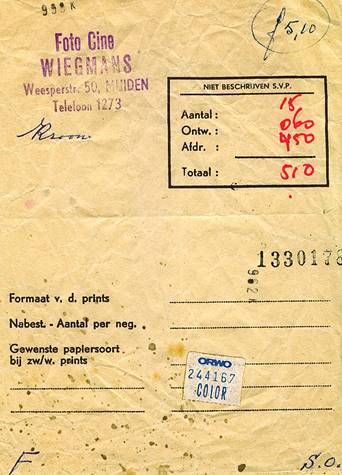 998K
ƒ 5,10
Foto Cine
WIEGMANS
Weesperstr. 50, MUIDEN
Telefoon 1273
Kroon
NIET BESCHRIJVEN S.V.P.
Aantal : 15
Ontw. : 060
Afdr. : 450
Totaal : 510
1330178
Formaat v. d. prints
Nabest. - Aantal per neg.
Gewenste papiersoort
bij zw/w. prints
ORWO
244167
COLOR
F
S.O.